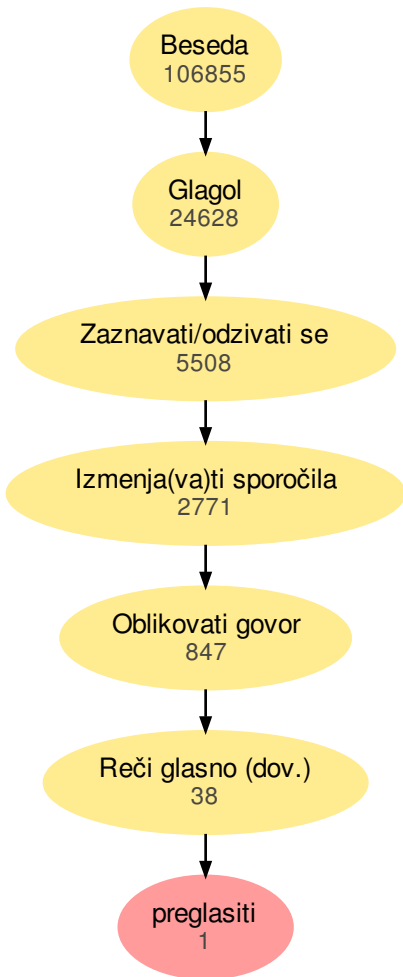 Beseda
106855
Glagol
24628
Zaznavati/odzivati se
5508
Izmenja(va)ti sporočila
2771
Oblikovati govor
847
Reči glasno (dov.)
38
preglasiti
1